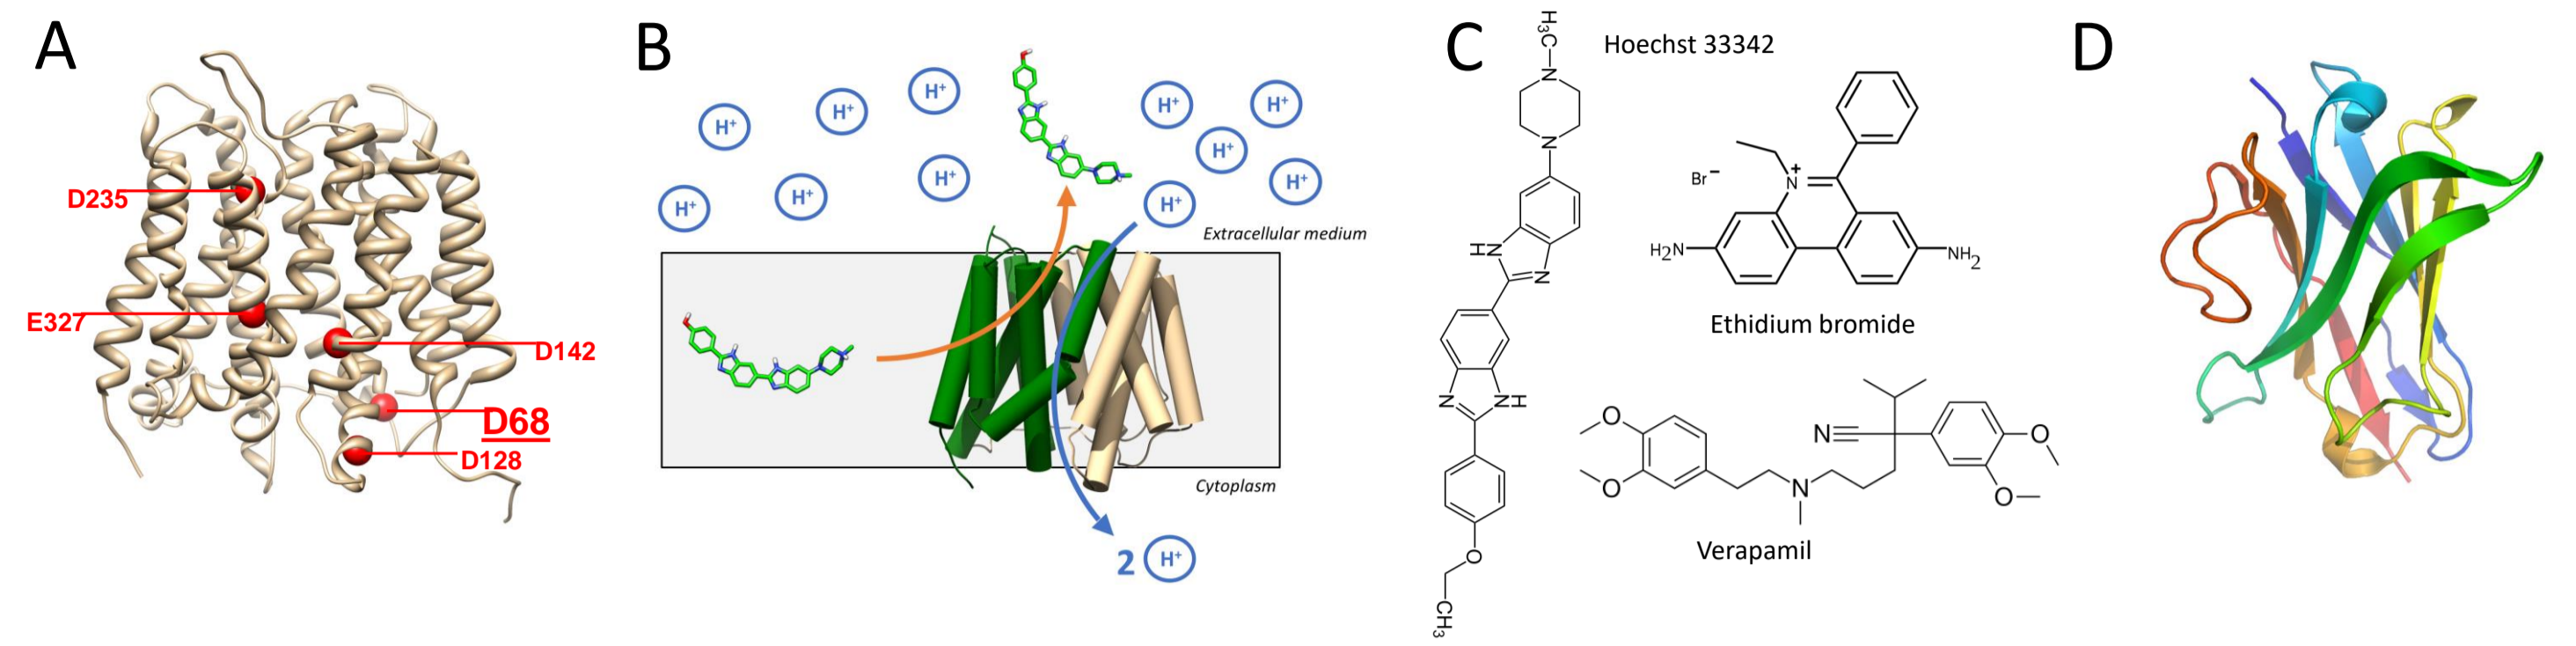 A
D235
E327
D142
D68
D128
B
H⁺
H⁺
H⁺
H⁺
H⁺
H⁺
H⁺
H⁺
H⁺
H⁺
H⁺
H⁺
Extracellular medium
Cytoplasm
2 H⁺
C
Hoechst 33342
H₃C
N
N
HN
N
N
NH
O
CH₃
Br⁻
N⁺
H2N
NH₂
Ethidium bromide
O
O
N
N
O
O
Verapamil
D